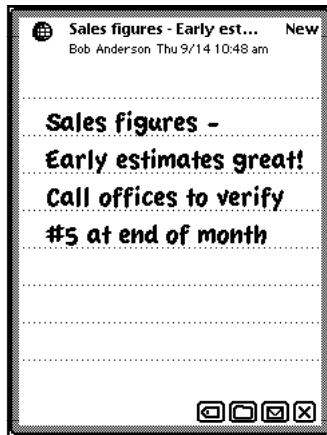 Sales figures - Early est... New
Bob Anderson Thu 9/14 10:48 am
Sales figures -
Early estimates great!
Call offices to verify
#5 at end of month